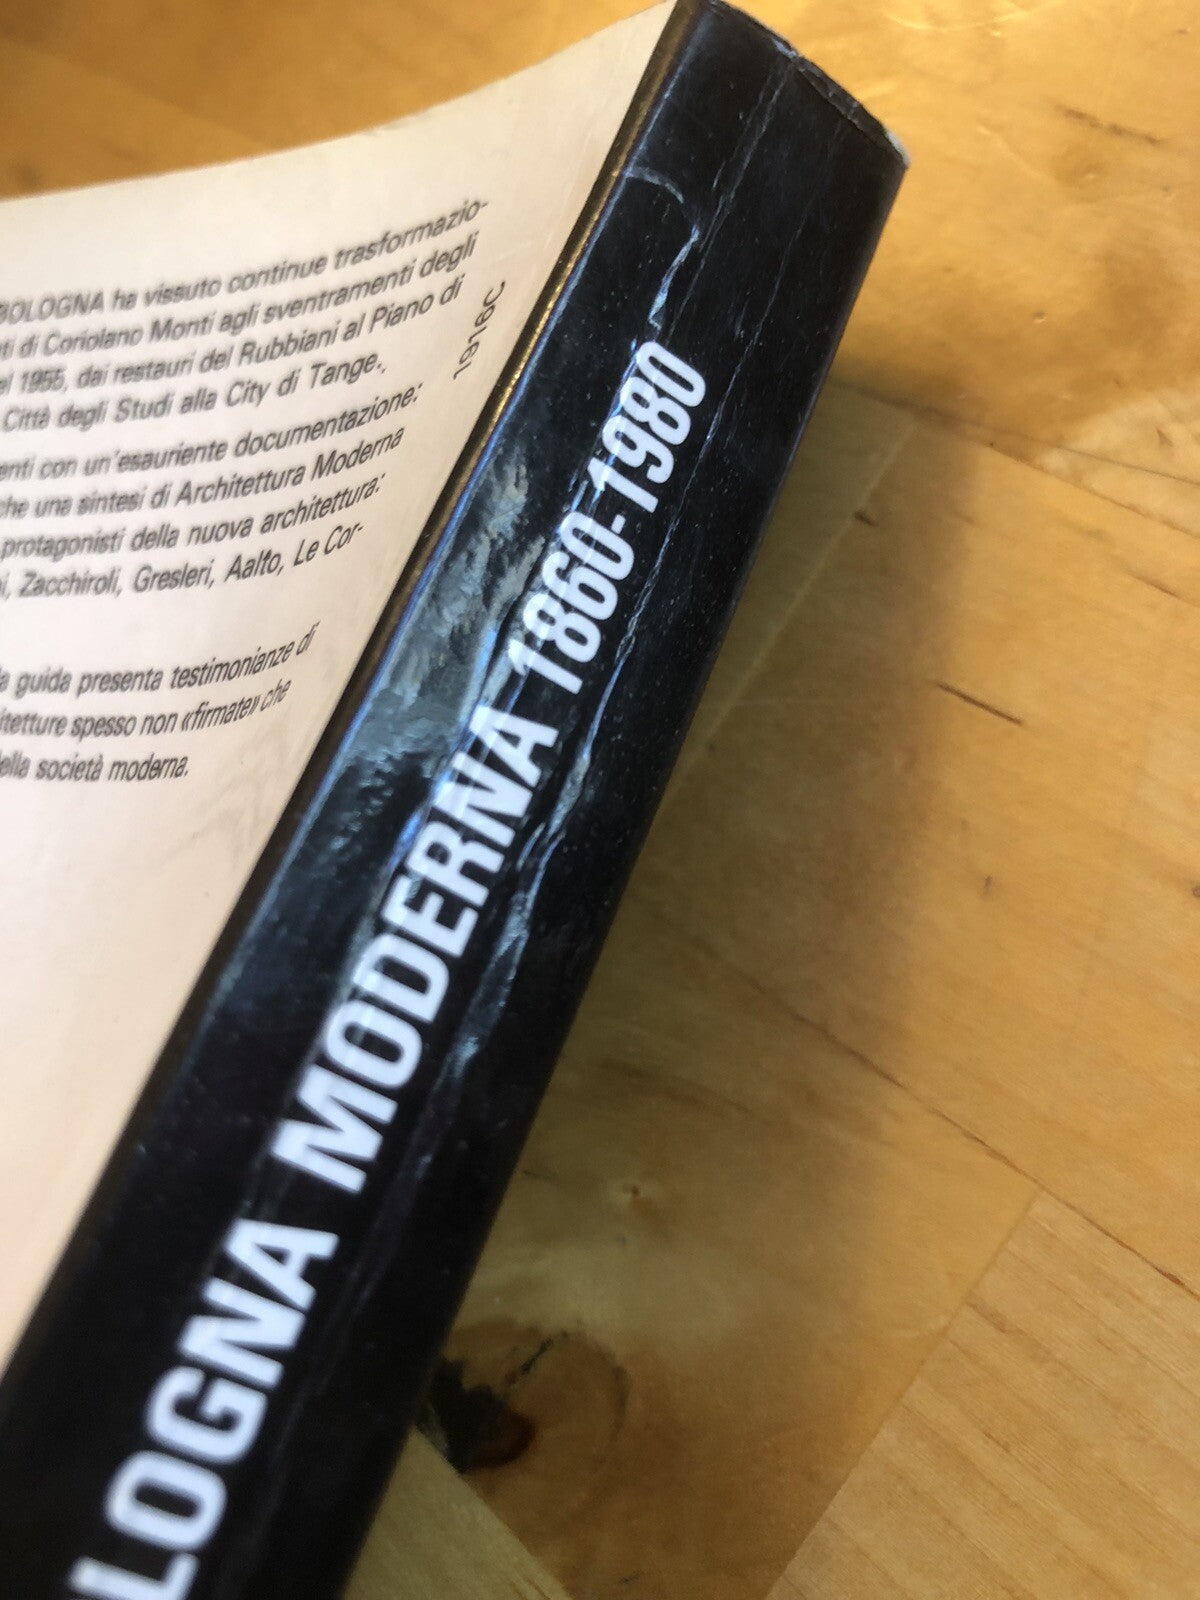 BOLOGNA ha vissuto continue trasformazio-
ti di Coriolano Monti agli sventramenti degli
el 1955, dai restauri del Rubbiani al Piano di
Città degli Studi alla City di Tange.
enti con un'esauriente documentazione:
che una sintesi di Architettura Moderna
protagonisti della nuova architettura:
i, Zacchiroli, Gresleri, Aalto, Le Cor-
a guida presenta testimonianze di
itetture spesso non «firmate» che
ella società moderna.
1916C
LOGNA MODERNA 1860-1980